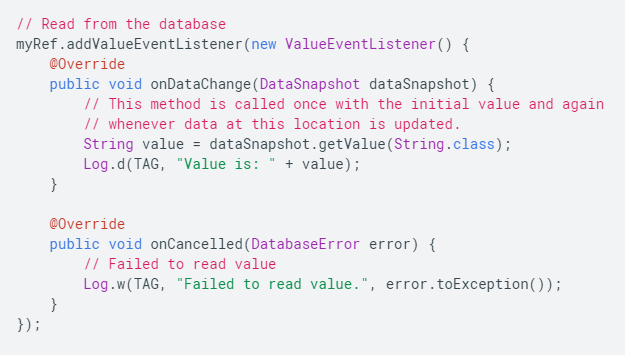 // Read from the database
myRef.addValueEventListener(new ValueEventListener() {
    @Override
    public void onDataChange(DataSnapshot dataSnapshot) {
        // This method is called once with the initial value and again
        // whenever data at this location is updated.
        String value = dataSnapshot.getValue(String.class);
        Log.d(TAG, "Value is: " + value);
    }

    @Override
    public void onCancelled(DatabaseError error) {
        // Failed to read value
        Log.w(TAG, "Failed to read value.", error.toException());
    }
});